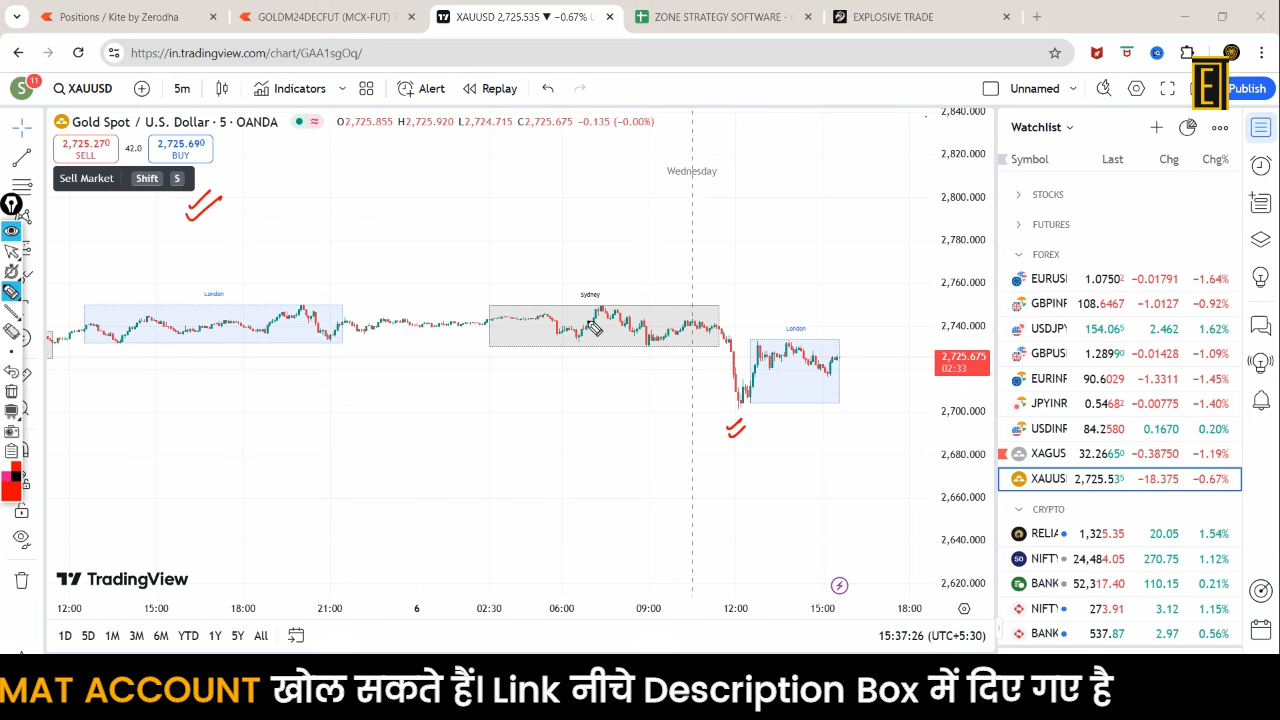 Positions / Kite by Zerodha
GOLDM24DECFUT (MCX-FUT)
XAUUSD 2,725.535 ▼ −0.67% U
ZONE STRATEGY SOFTWARE -
EXPLOSIVE TRADE
https://in.tradingview.com/chart/GAA1sgOq/
S
11
XAUUSD
5m
Indicators
Alert
Replay
Unnamed
E
Publish
Gold Spot / U.S. Dollar · 5 · OANDA
O2,725.855 H2,725.920 L2,724.715 C2,725.675 −0.135 (−0.00%)
2,725.270
SELL
42.0
2,725.690
BUY
Sell Market Shift S
Wednesday
London
Sydney
London
2,840.000
2,820.000
2,800.000
2,780.000
2,760.000
2,740.000
2,725.675
02:33
2,700.000
2,680.000
2,660.000
2,640.000
2,620.000
TradingView
12:00 15:00 18:00 21:00 6 02:30 06:00 09:00 12:00 15:00 18:00
1D 5D 1M 3M 6M YTD 1Y 5Y All
15:37:26 (UTC+5:30)
Watchlist
Symbol Last Chg Chg%
STOCKS
FUTURES
FOREX
EURUSI 1.07502 −0.01791 −1.64%
GBPINR 108.6467 −1.0127 −0.92%
USDJPY 154.065 2.462 1.62%
GBPUS 1.28990 −0.01428 −1.09%
EURINR 90.6029 −1.3311 −1.45%
JPYINR 0.54682 −0.00775 −1.40%
USDINR 84.2580 0.1670 0.20%
XAGUS 32.26650 −0.38750 −1.19%
XAUUS 2,725.535 −18.375 −0.67%
CRYPTO
RELIA 1,325.35 20.05 1.54%
50 NIFTY 24,484.05 270.75 1.12%
BANK 52,317.40 110.15 0.21%
NIFTY 273.91 3.12 1.15%
BANK 537.87 2.97 0.56%
MAT ACCOUNT खोल सकते हैं। Link नीचे Description Box में दिए गए है